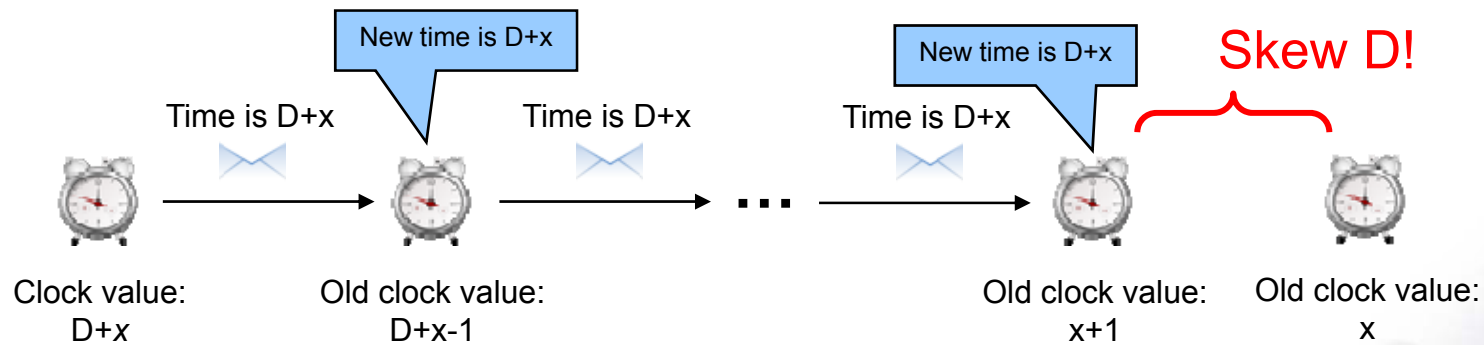 New time is D+x
New time is D+x
Skew D!
Time is D+x
Time is D+x
Time is D+x
...
Clock value:
D+x
Old clock value:
D+x-1
Old clock value:
x+1
Old clock value:
x